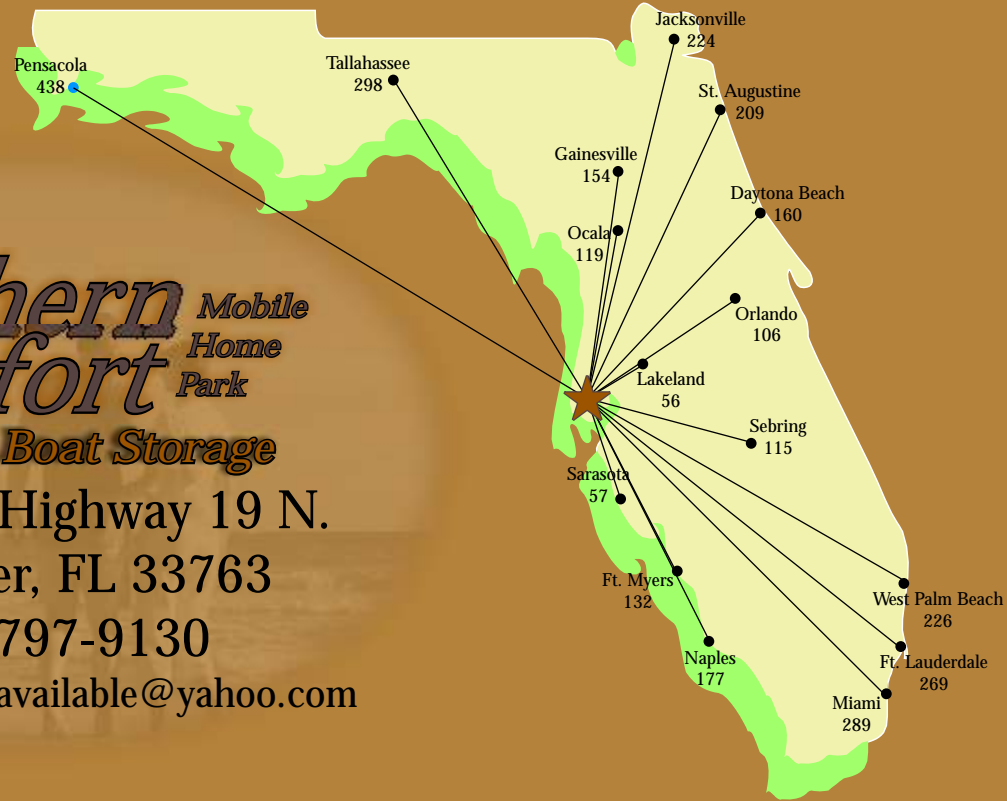 Jacksonville
224
Pensacola
438
Tallahassee
298
St. Augustine
209
Gainesville
154
Daytona Beach
160
Ocala
119
hern
Mobile
Home
fort
Park
Boat Storage
Orlando
106
Lakeland
56
Sebring
115
Sarasota
57
Highway 19 N.
er, FL 33763
797-9130
available@yahoo.com
Ft. Myers
132
West Palm Beach
226
Naples
177
Ft. Lauderdale
269
Miami
289